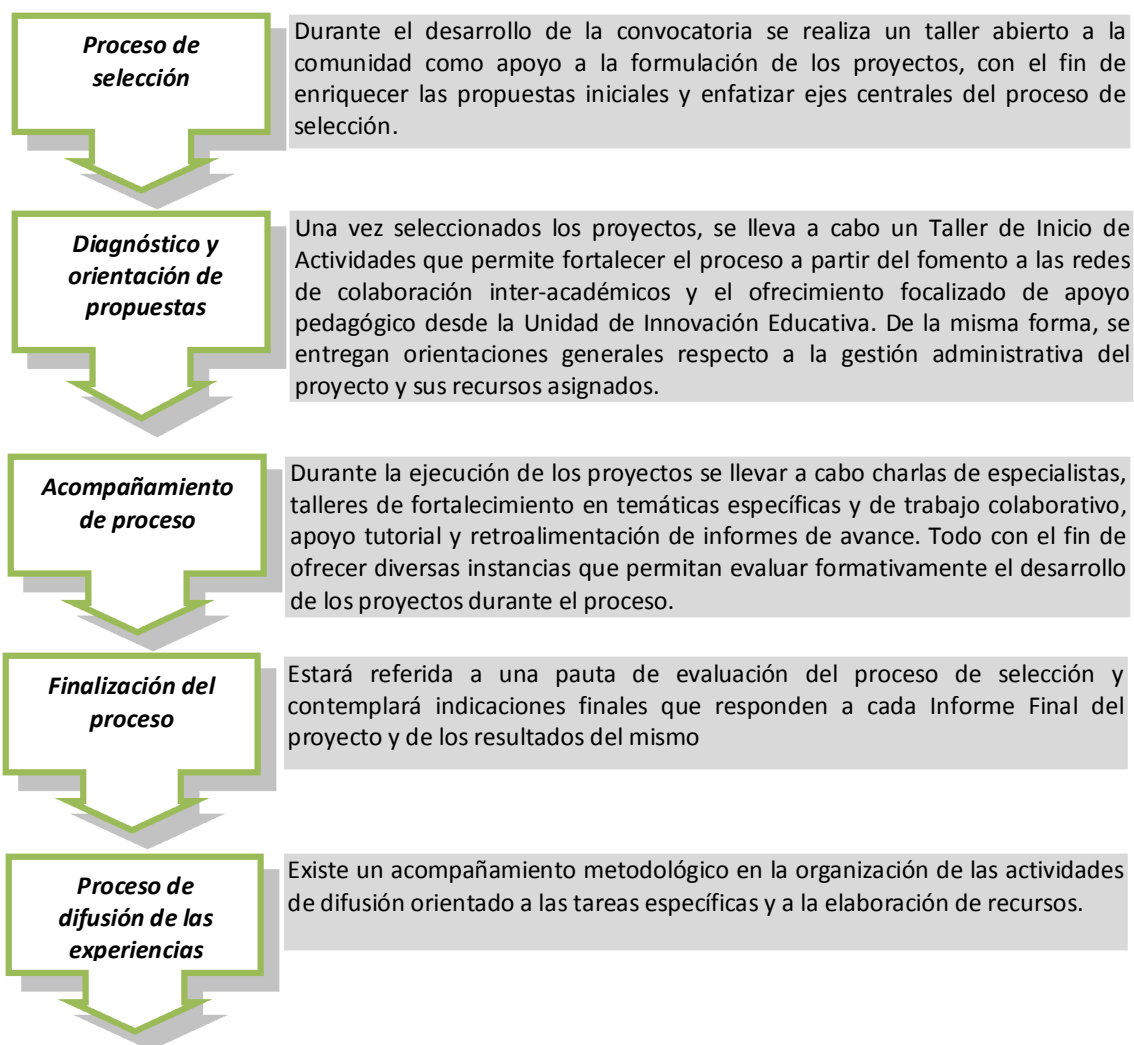 Proceso de
selección
Durante el desarrollo de la convocatoria se realiza un taller abierto a la
comunidad como apoyo a la formulación de los proyectos, con el fin de
enriquecer las propuestas iniciales y enfatizar ejes centrales del proceso de
selección.
Diagnóstico y
orientación de
propuestas
Una vez seleccionados los proyectos, se lleva a cabo un Taller de Inicio de
Actividades que permite fortalecer el proceso a partir del fomento a las redes
de colaboración inter-académicos y el ofrecimiento focalizado de apoyo
pedagógico desde la Unidad de Innovación Educativa. De la misma forma, se
entregan orientaciones generales respecto a la gestión administrativa del
proyecto y sus recursos asignados.
Acompañamiento
de proceso
Durante la ejecución de los proyectos se llevar a cabo charlas de especialistas,
talleres de fortalecimiento en temáticas específicas y de trabajo colaborativo,
apoyo tutorial y retroalimentación de informes de avance. Todo con el fin de
ofrecer diversas instancias que permitan evaluar formativamente el desarrollo
de los proyectos durante el proceso.
Finalización del
proceso
Estará referida a una pauta de evaluación del proceso de selección y
contemplará indicaciones finales que responden a cada Informe Final del
proyecto y de los resultados del mismo
Proceso de
difusión de las
experiencias
Existe un acompañamiento metodológico en la organización de las actividades
de difusión orientado a las tareas específicas y a la elaboración de recursos.